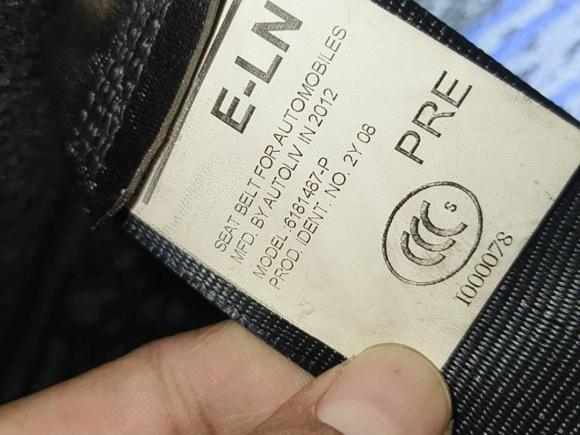 E-LN
SEAT BELT FOR AUTOMOBILES
MFD. BY AUTOLIV IN 2012
MODEL :6181487-P
PROD. IDENT. NO. 2Y 08
PRE
CCC S
I000078